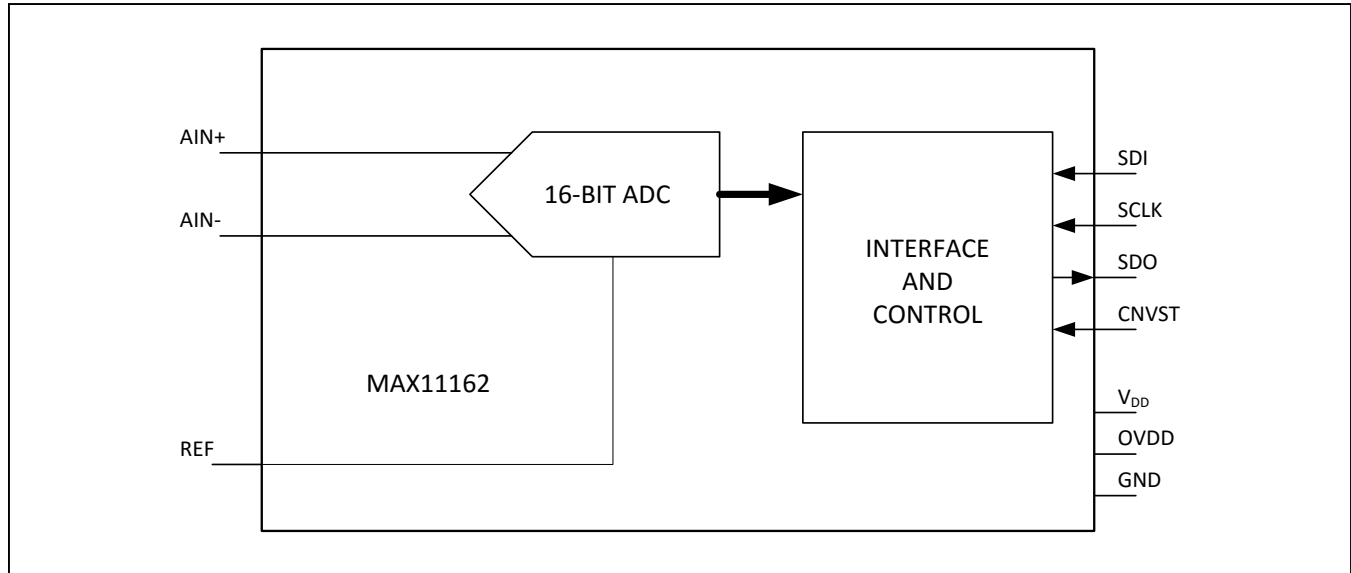 AIN+
AIN-
REF
MAX11162
16-BIT ADC
INTERFACE
AND
CONTROL
SDI
SCLK
SDO
CNVST
VDD
OVDD
GND